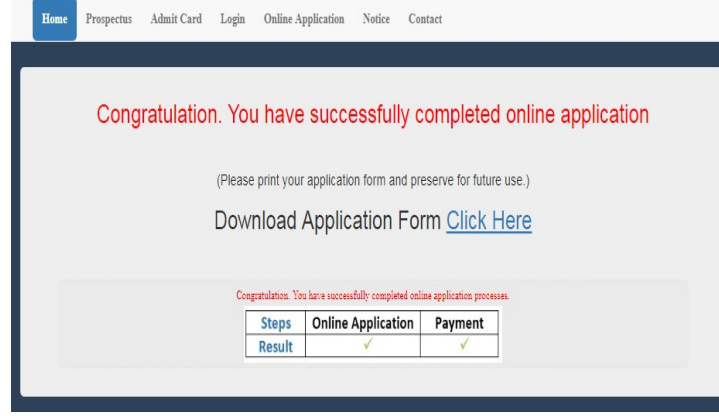 Home Prospectus Admit Card Login Online Application Notice Contact
Congratulation. You have successfully completed online application
(Please print your application form and preserve for future use.)
Download Application Form Click Here
Congratulation. You have successfully completed online application processes.
Steps Online Application Payment
Result ✓ ✓